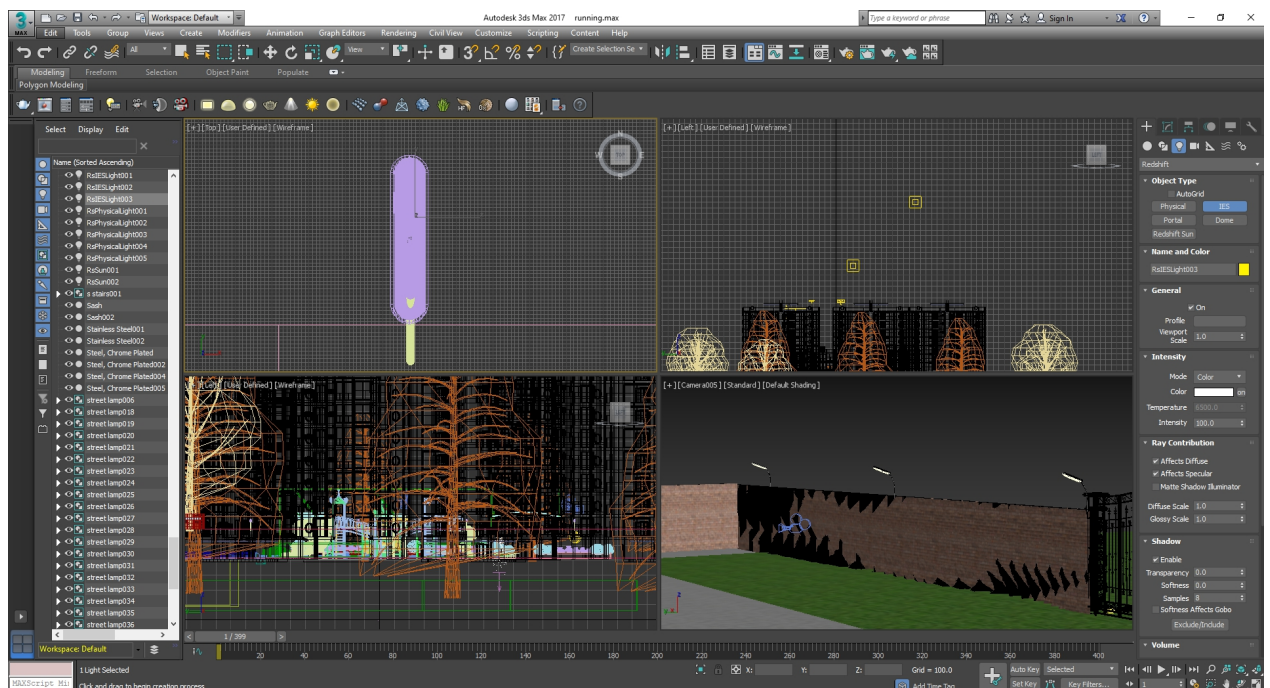 Workspace: Default
Autodesk 3ds Max 2017 running.max
Type a keyword or phrase
Sign In
3
MAX
Edit Tools Group Views Create Modifiers Animation Graph Editors Rendering Civil View Customize Scripting Content Help
All
View
Create Selection Se
Modeling Freeform Selection Object Paint Populate
Polygon Modeling
Select Display Edit
Name (Sorted Ascending)
RsIESLight001
RsIESLight002
RsIESLight003
RsPhysicalLight001
RsPhysicalLight002
RsPhysicalLight003
RsPhysicalLight004
RsPhysicalLight005
RsSun001
RsSun002
s stairs001
Sash
Sash002
Stainless Steel001
Stainless Steel002
Steel, Chrome Plated
Steel, Chrome Plated002
Steel, Chrome Plated004
Steel, Chrome Plated005
street lamp006
street lamp018
street lamp019
street lamp020
street lamp021
street lamp022
street lamp023
street lamp024
street lamp025
street lamp026
street lamp027
street lamp028
street lamp029
street lamp030
street lamp031
street lamp032
street lamp033
street lamp034
street lamp035
street lamp036
Workspace: Default
[+] [Top] [User Defined] [Wireframe]
N
W TOP E
S
[+] [Left] [User Defined] [Wireframe]
[User Defined] [Wireframe]
[+] [Camera005] [Standard] [Default Shading]
Redshift
Object Type
AutoGrid
Physical IES
Portal Dome
Redshift Sun
Name and Color
RsIESLight003
General
On
Profile
Viewport
Scale 1.0
Intensity
Mode Color
Color on
Temperature 6500.0
Intensity 100.0
Ray Contribution
Affects Diffuse
Affects Specular
Matte Shadow Illuminator
Diffuse Scale 1.0
Glossy Scale 1.0
Shadow
Enable
Transparency 0.0
Softness 0.0
Samples 8
Softness Affects Gobo
Exclude/Include
Volume
1 / 399
20 40 60 80 100 120 140 160 180 200 220 240 260 280 300 320 340 360 380 400
1 Light Selected
X: Y: Z: Grid = 100.0
Auto Key Selected
MAXScript Mi
Click and drag to begin creation process
Add Time Tag
Set Key Key Filters...
1